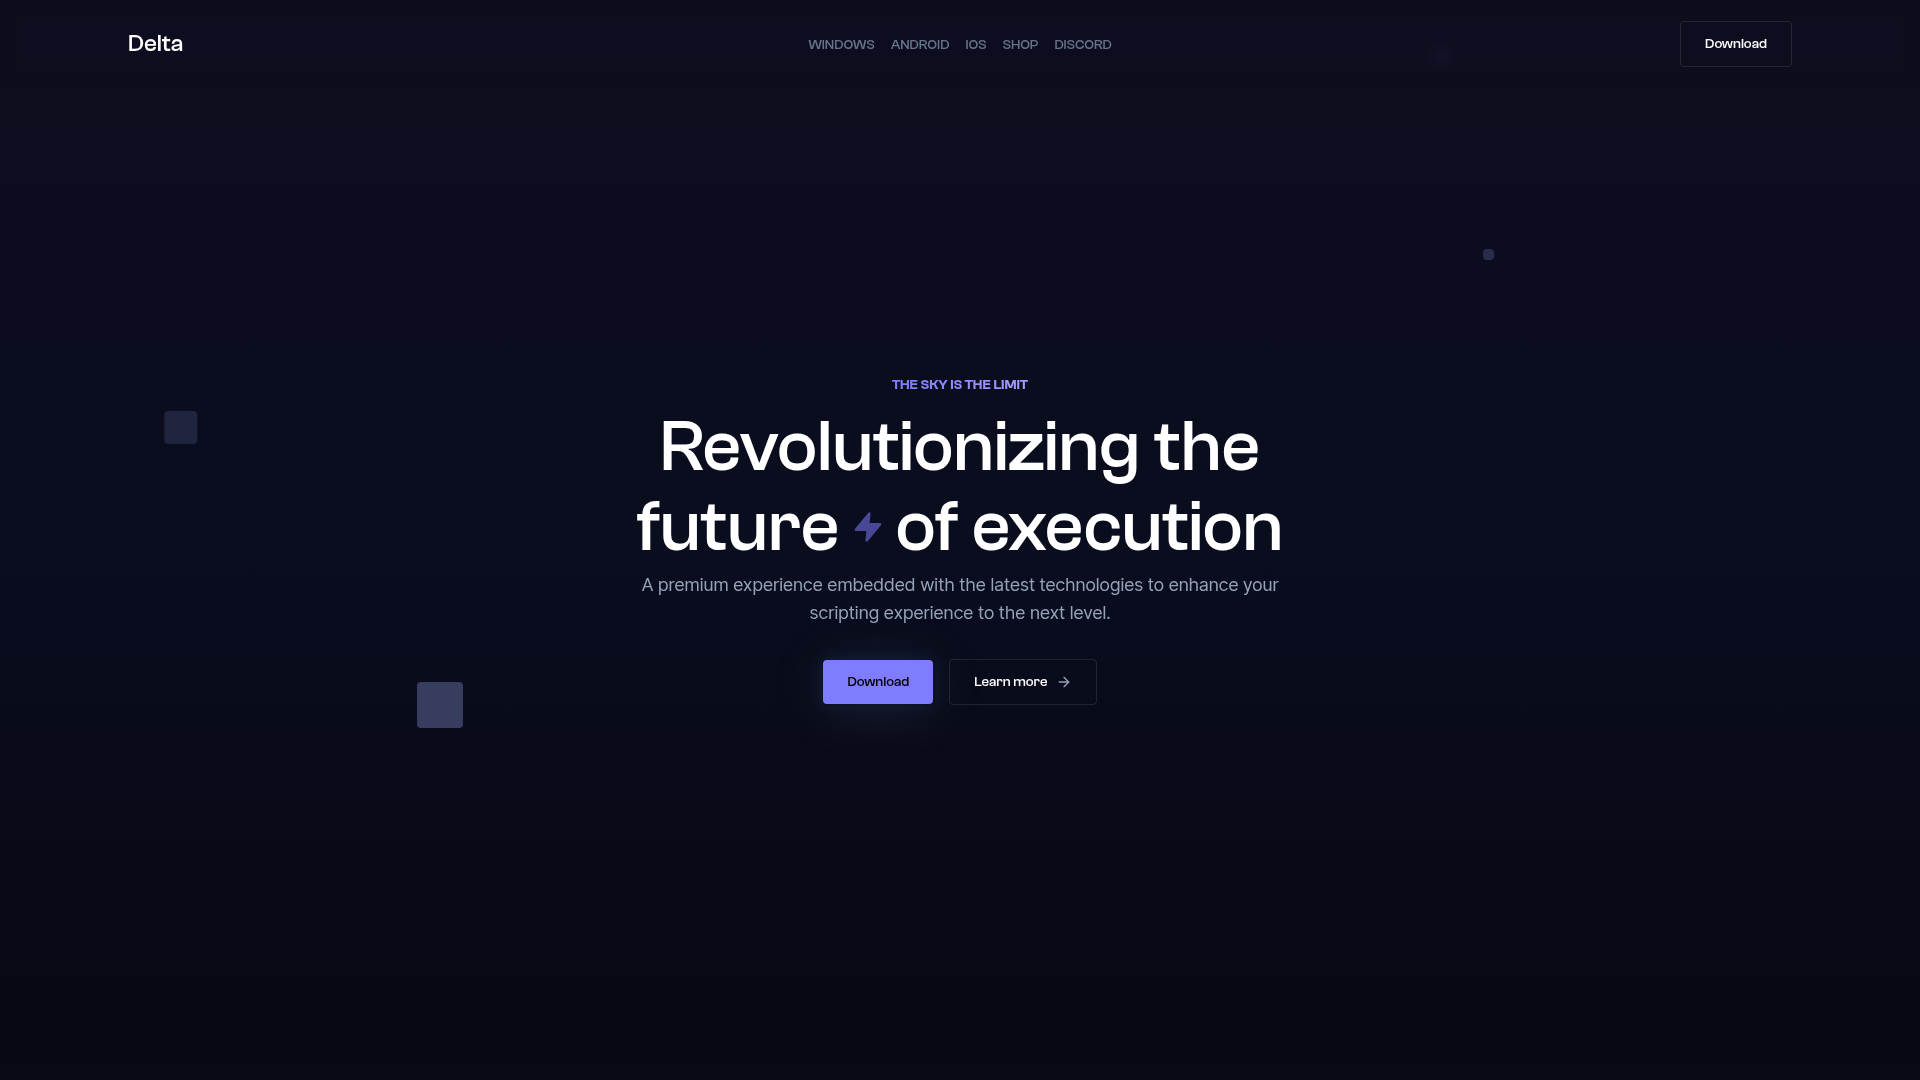 Delta
WINDOWS ANDROID IOS SHOP DISCORD
Download
THE SKY IS THE LIMIT
Revolutionizing the
future of execution
A premium experience embedded with the latest technologies to enhance your
scripting experience to the next level.
Download
Learn more